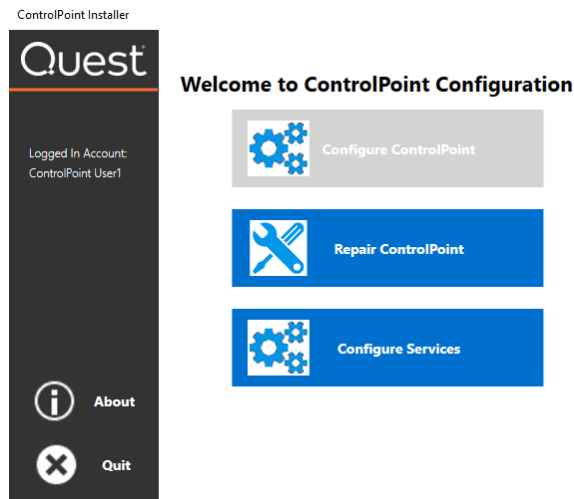 ControlPoint Installer
Quest
Welcome to ControlPoint Configuration
Logged In Account:
ControlPoint User1
Configure ControlPoint
Repair ControlPoint
Configure Services
About
Quit